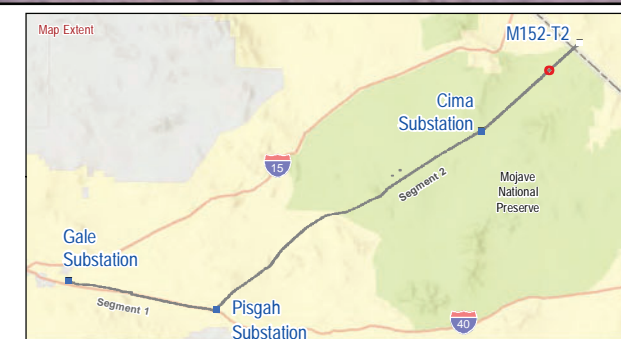 Map Extent
M152-T2
Cima
Substation
15
Segment 2
Mojave
National
Preserve
Gale
Substation
Segment 1
Pisgah
Substation
40